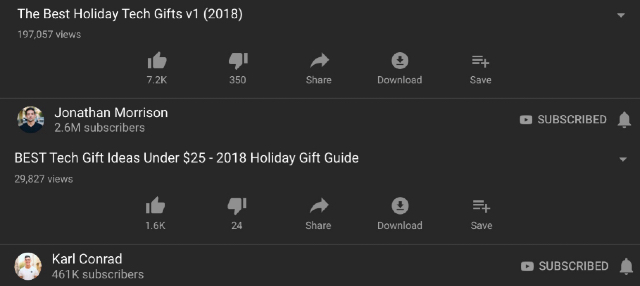 The Best Holiday Tech Gifts v1 (2018)
197,057 views
7.2K 350 Share Download Save
Jonathan Morrison
2.6M subscribers
SUBSCRIBED
BEST Tech Gift Ideas Under $25 - 2018 Holiday Gift Guide
29,827 views
1.6K 24 Share Download Save
Karl Conrad
461K subscribers
SUBSCRIBED